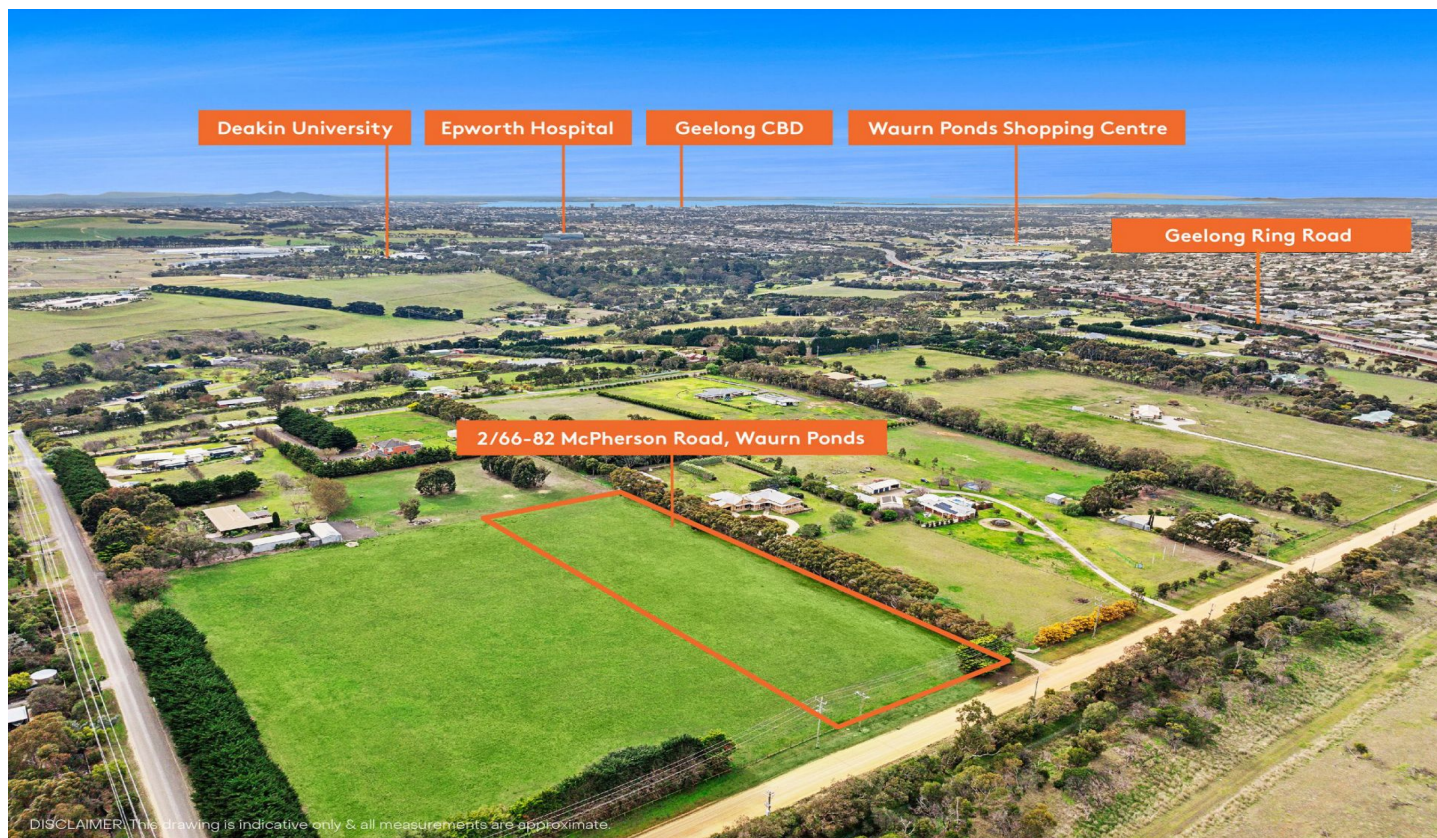 Deakin University
Epworth Hospital
Geelong CBD
Waurn Ponds Shopping Centre
Geelong Ring Road
2/66-82 McPherson Road, Waurn Ponds
DISCLAIMER: This drawing is indicative only & all measurements are approximate.